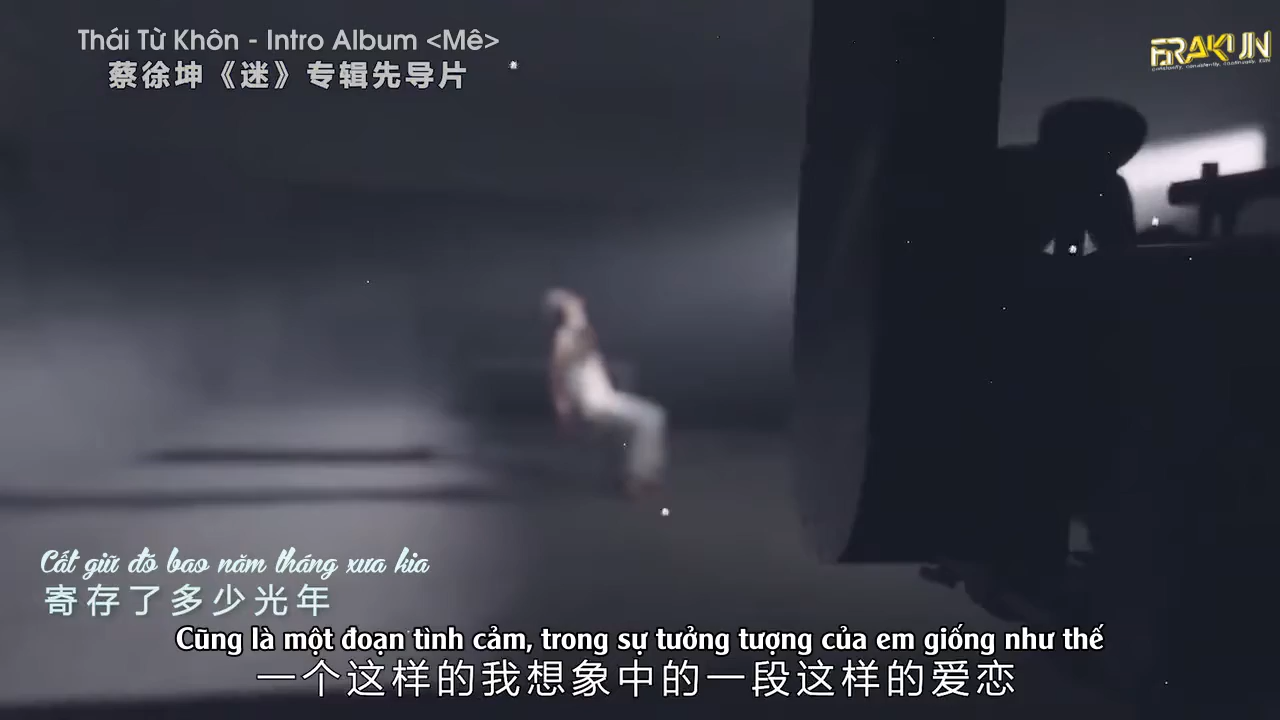 Thái Từ Khôn - Intro Album <Mê>
蔡徐坤《迷》专辑先导片
ERAKUN
Cất giữ đỗ bao năm tháng xưa kia
寄存了多少光年
Cũng là một đoạn tình cảm, trong sự tưởng tượng của em giống như thế
一个这样的我想象中的一段这样的爱恋